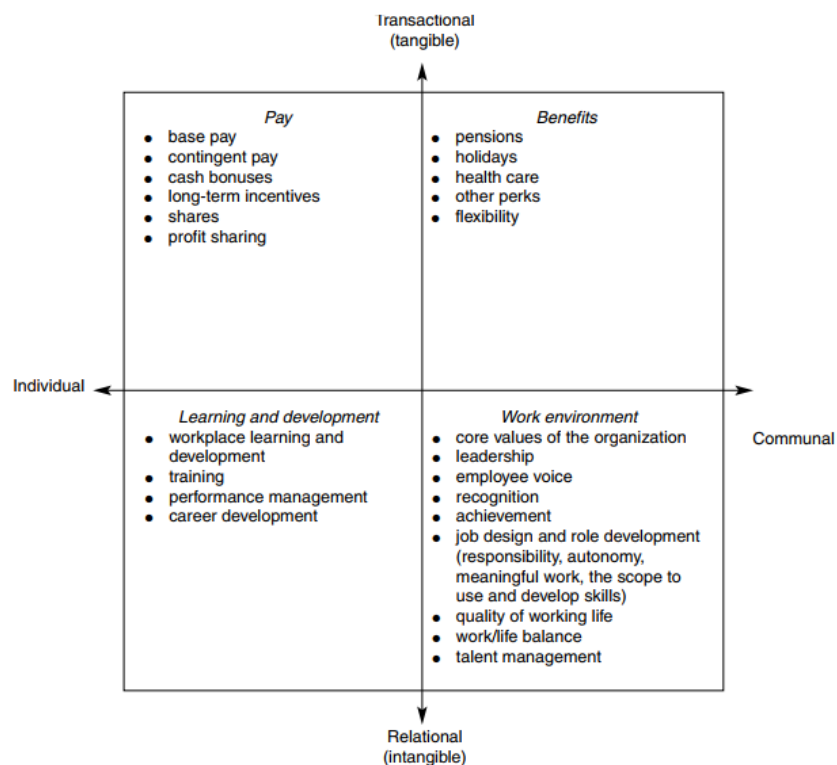 Transactional
(tangible)
Pay
● base pay
● contingent pay
● cash bonuses
● long-term incentives
● shares
● profit sharing
Benefits
● pensions
● holidays
● health care
● other perks
● flexibility
Individual
Communal
Learning and development
● workplace learning and
development
● training
● performance management
● career development
Work environment
● core values of the organization
● leadership
● employee voice
● recognition
● achievement
● job design and role development
(responsibility, autonomy,
meaningful work, the scope to
use and develop skills)
● quality of working life
● work/life balance
● talent management
Relational
(intangible)